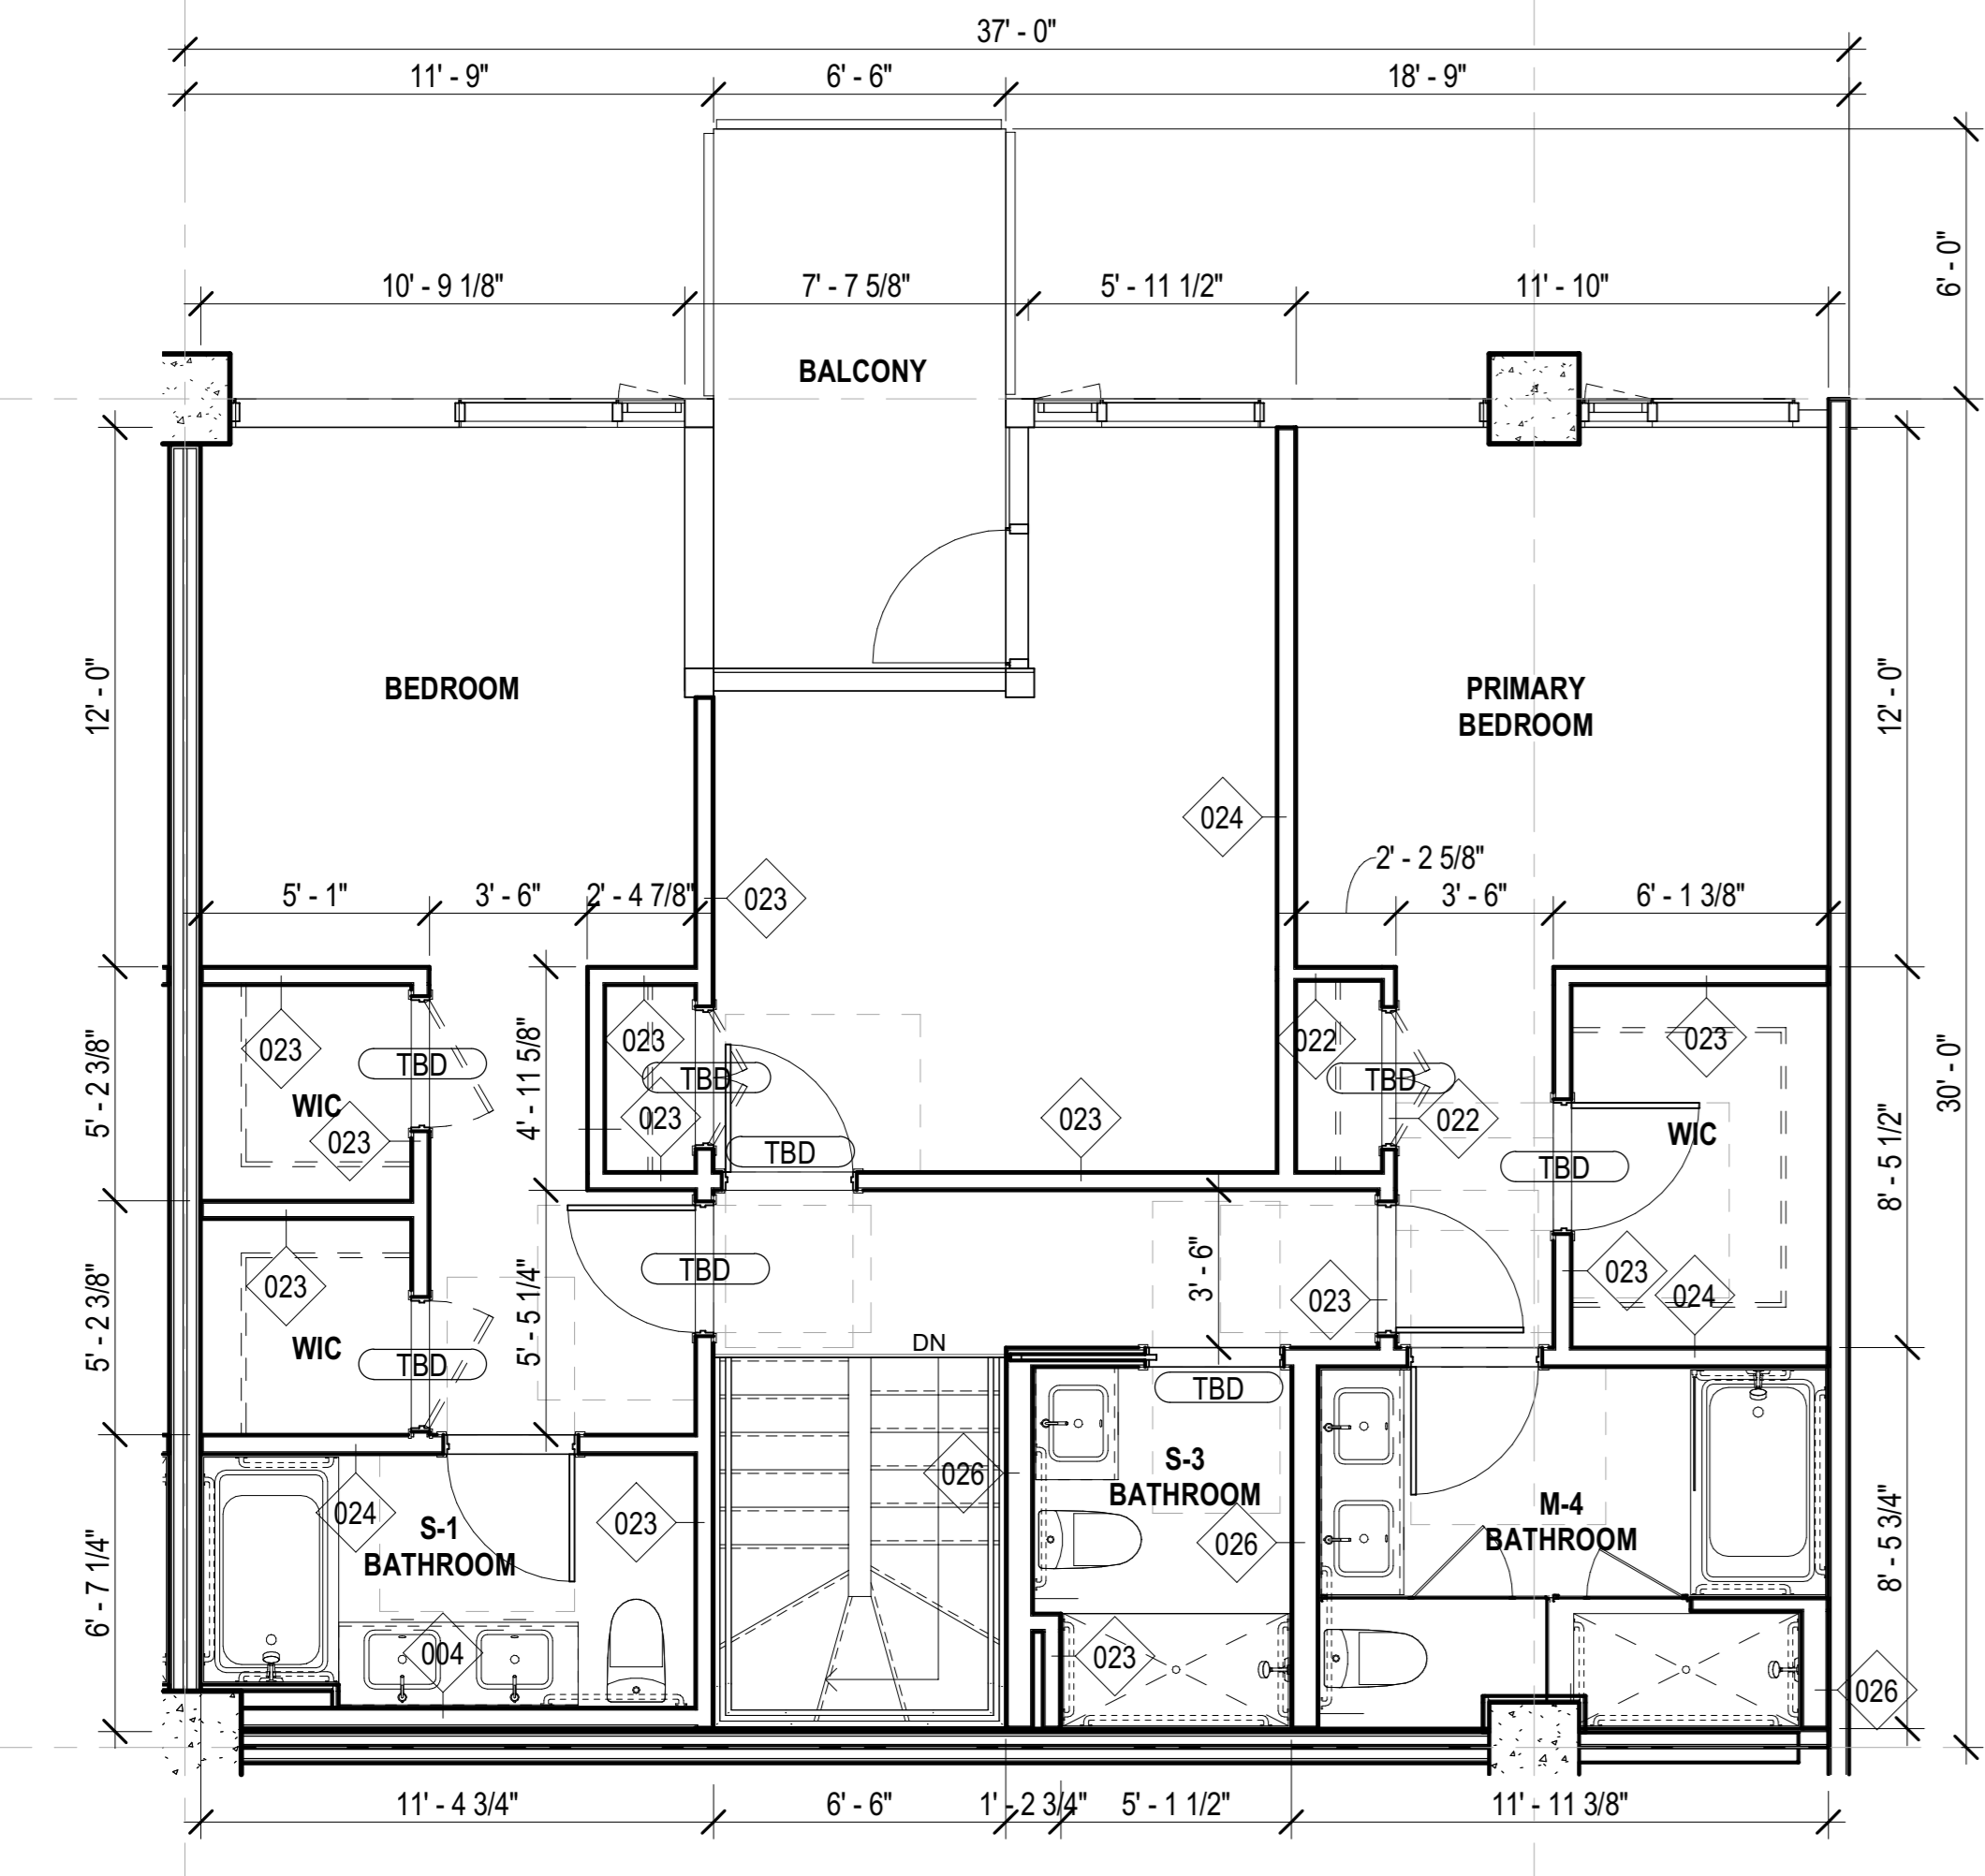 37' - 0"
11' - 9"
6' - 6"
18' - 9"
6' - 0"
10' - 9 1/8"
7' - 7 5/8"
5' - 11 1/2"
11' - 10"
BALCONY
BEDROOM
PRIMARY
BEDROOM
12' - 0"
12' - 0"
024
2' - 2 5/8"
5' - 1"
3' - 6"
2' - 4 7/8"
023
3' - 6"
6' - 1 3/8"
5' - 2 3/8"
023
TBD
WIC
023
4' - 11 5/8"
023
TBD
023
TBD
023
022
TBD
022
023
WIC
TBD
8' - 5 1/2"
30' - 0"
5' - 2 3/8"
023
WIC
TBD
5' - 5 1/4"
TBD
3' - 6"
023
023
024
DN
TBD
6' - 7 1/4"
024
S-1
BATHROOM
023
004
026
S-3
BATHROOM
026
023
M-4
BATHROOM
8' - 5 3/4"
026
11' - 4 3/4"
6' - 6"
1' - 2 3/4"
5' - 1 1/2"
11' - 11 3/8"